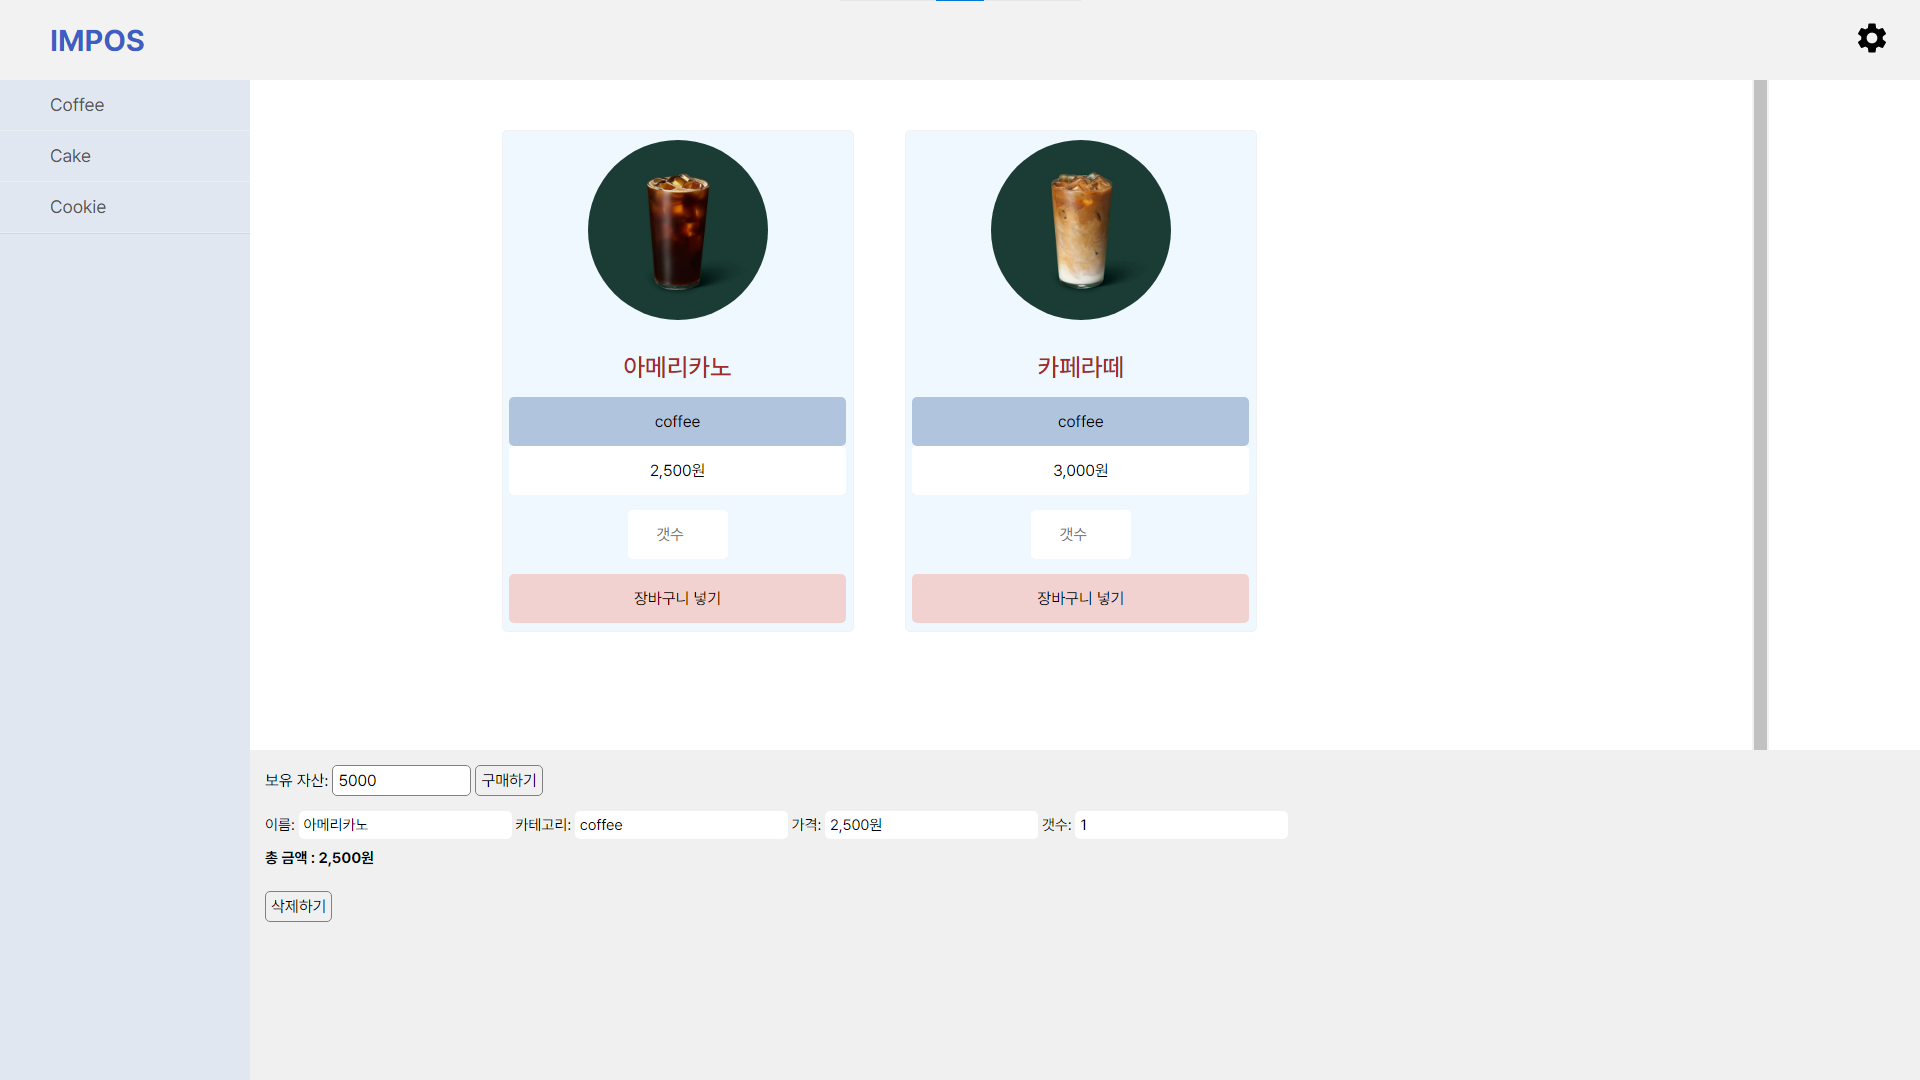 IMPOS
Coffee
Cake
Cookie
아메리카노
coffee
2,500원
갯수
장바구니 넣기
카페라떼
coffee
3,000원
갯수
장바구니 넣기
보유 자산: 5000 구매하기
이름: 아메리카노 카테고리: coffee 가격: 2,500원 갯수: 1
총 금액 : 2,500원
삭제하기